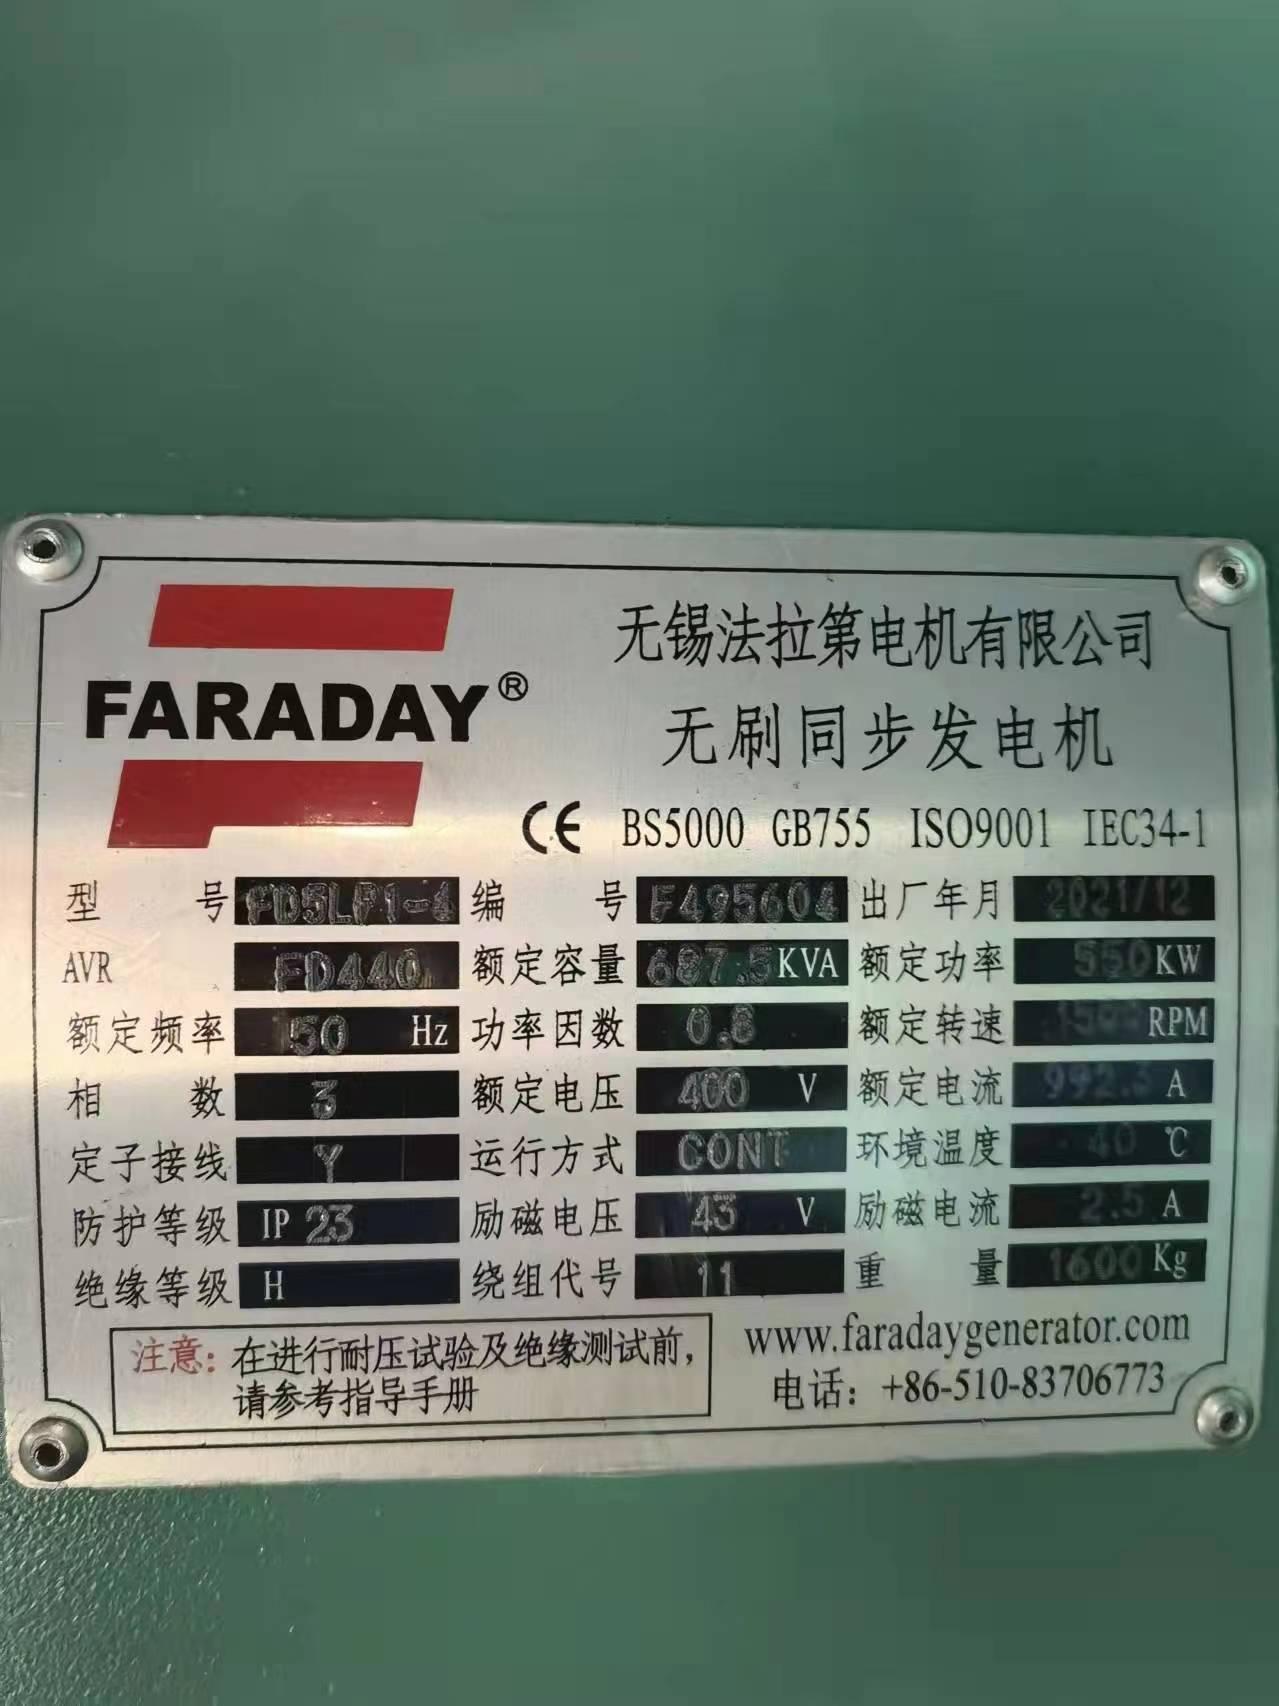 FARADAY®
无锡法拉第电机有限公司
无刷同步发电机
CE BS5000 GB755 ISO9001 IEC34-1
型号 FD5LP1-4 编号 F495604 出厂年月 2021/12
AVR FD440 额定容量 687.5 KVA 额定功率 550 KW
额定频率 50 Hz 功率因数 0.8 额定转速 RPM
相数 3 额定电压 400 V 额定电流 992.3 A
定子接线 Y 运行方式 CONT 环境温度 40 ℃
防护等级 IP 23 励磁电压 43 V 励磁电流 2.5 A
绝缘等级 H 绕组代号 11 重量 1600 Kg
注意：在进行耐压试验及绝缘测试前，
请参考指导手册
www.faradaygenerator.com
电话：+86-510-83706773